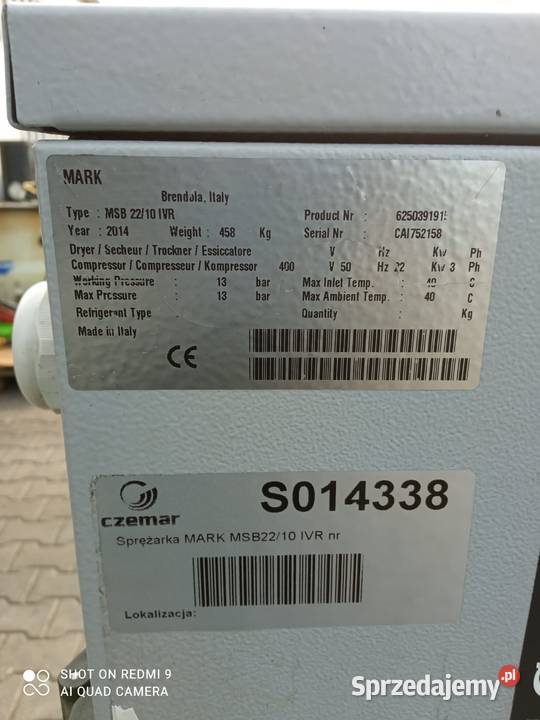 MARK
Brendola, Italy
Type : MSB 22/10 IVR Product Nr : 6250391915
Year : 2014 Weight : 458 Kg Serial Nr : CAI752158
Dryer / Secheur / Trockner / Essiccatore V Hz Kw Ph
Compressor / Compresseur / Kompressor 400 V 50 Hz 22 Kw 3 Ph
Working Pressure : 13 bar Max Inlet Temp. : 40 C
Max Pressure : 13 bar Max Ambient Temp. : 40 C
Refrigerant Type : Quantity : Kg
Made in Italy
CE
czemar
S014338
Sprężarka MARK MSB22/10 IVR nr
Lokalizacja:
SHOT ON REDMI 9
AI QUAD CAMERA
Sprzedajemy.pl